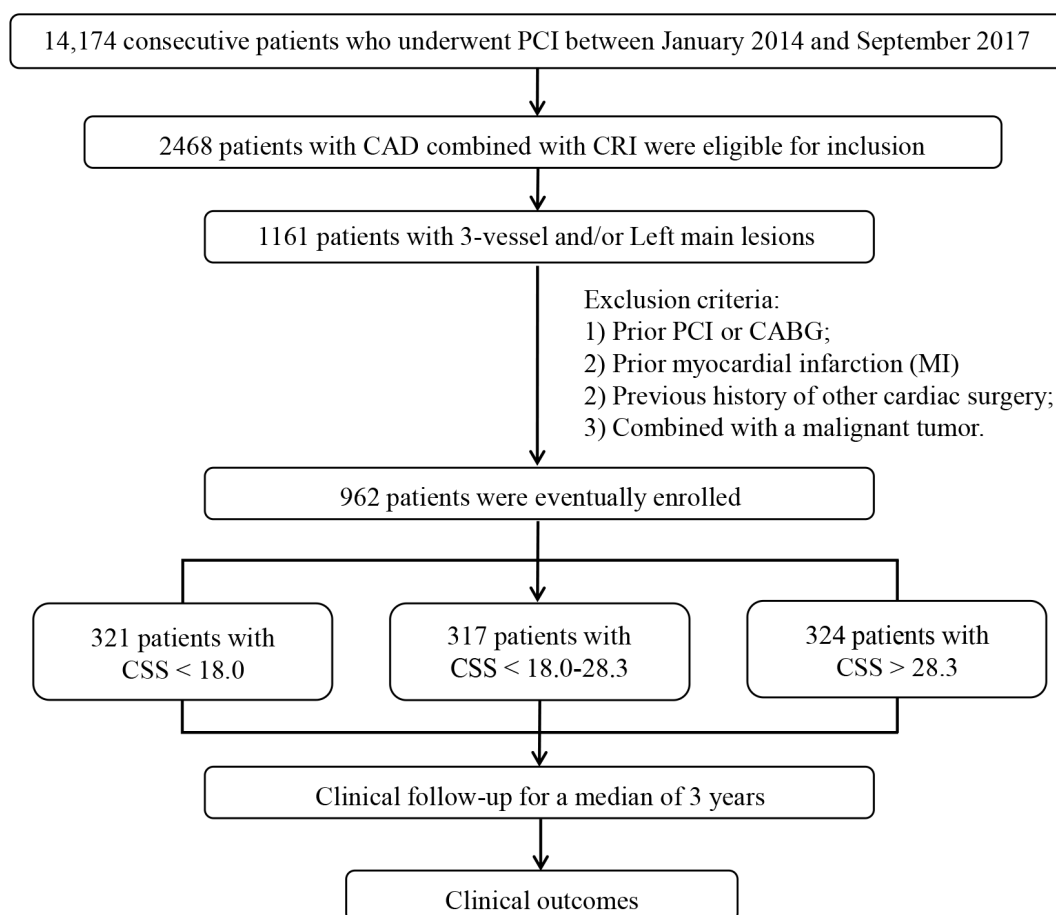 14,174 consecutive patients who underwent PCI between January 2014 and September 2017
2468 patients with CAD combined with CRI were eligible for inclusion
1161 patients with 3-vessel and/or Left main lesions
Exclusion criteria:
1) Prior PCI or CABG;
2) Prior myocardial infarction (MI)
2) Previous history of other cardiac surgery;
3) Combined with a malignant tumor.
962 patients were eventually enrolled
321 patients with
CSS < 18.0
317 patients with
CSS < 18.0-28.3
324 patients with
CSS > 28.3
Clinical follow-up for a median of 3 years
Clinical outcomes